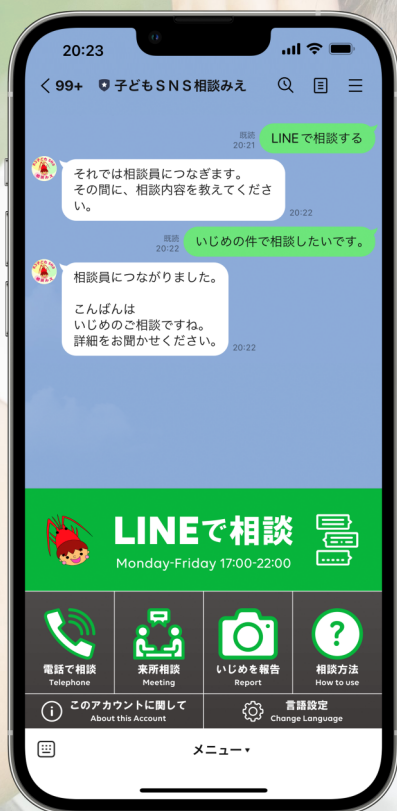 20:23
99+ 子どもSNS相談みえ
既読
20:21
LINEで相談する
それでは相談員につなぎます。
その間に、相談内容を教えてくださ
い。
20:22
既読
20:22
いじめの件で相談したいです。
相談員につながりました。
こんばんは
いじめのご相談ですね。
詳細をお聞かせください。
20:22
LINEで相談
Monday-Friday 17:00-22:00
電話で相談
Telephone
来所相談
Meeting
いじめを報告
Report
?
相談方法
How to use
このアカウントに関して
About this Account
言語設定
Change Language
メニュー▼